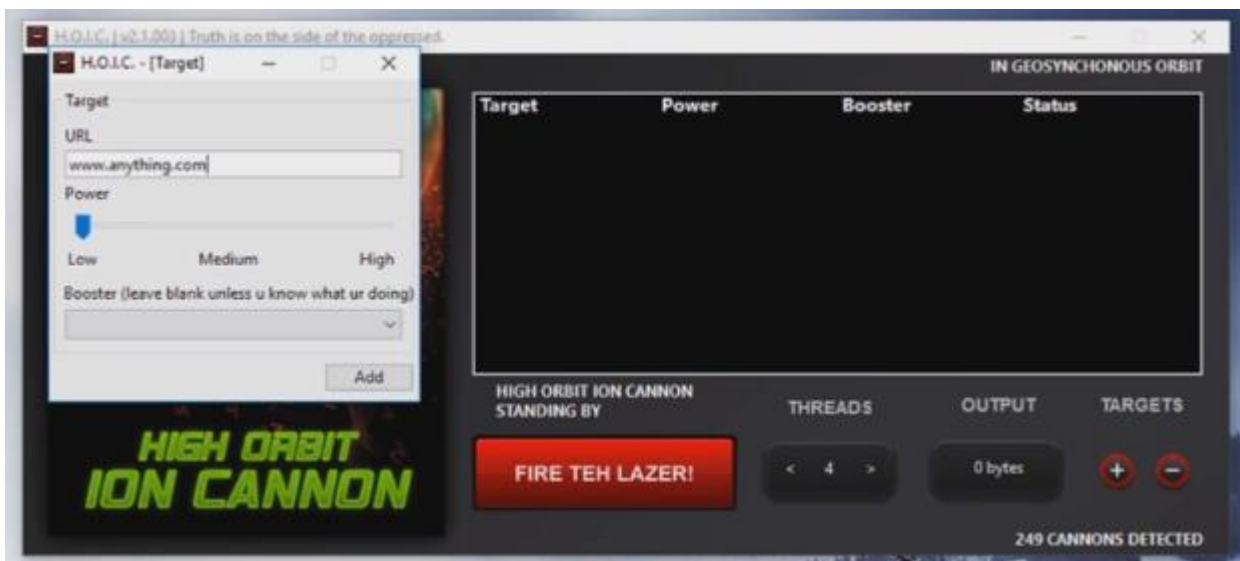 H.O.I.C. | v2.1.003 | Truth is on the side of the oppressed.
H.O.I.C. - [Target]
IN GEOSYNCHONOUS ORBIT
Target
URL
www.anything.com
Power
Low Medium High
Booster (leave blank unless u know what ur doing)
Add
Target Power Booster Status
HIGH ORBIT ION CANNON
STANDING BY
THREADS OUTPUT TARGETS
FIRE TEH LAZER!
< 4 >
0 bytes
+ −
HIGH ORBIT
ION CANNON
249 CANNONS DETECTED